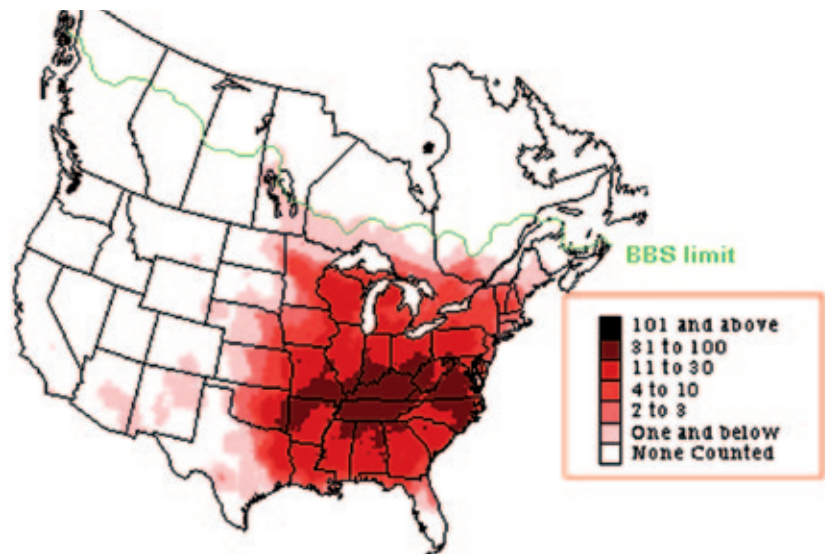 BBS limit
101 and above
31 to 100
11 to 30
4 to 10
2 to 3
One and below
None Counted